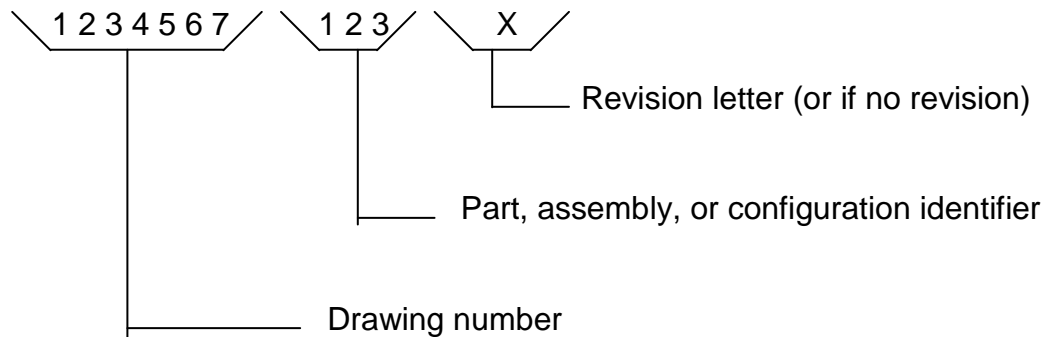 1 2 3 4 5 6 7 1 2 3 X
Revision letter (or if no revision)
Part, assembly, or configuration identifier
Drawing number